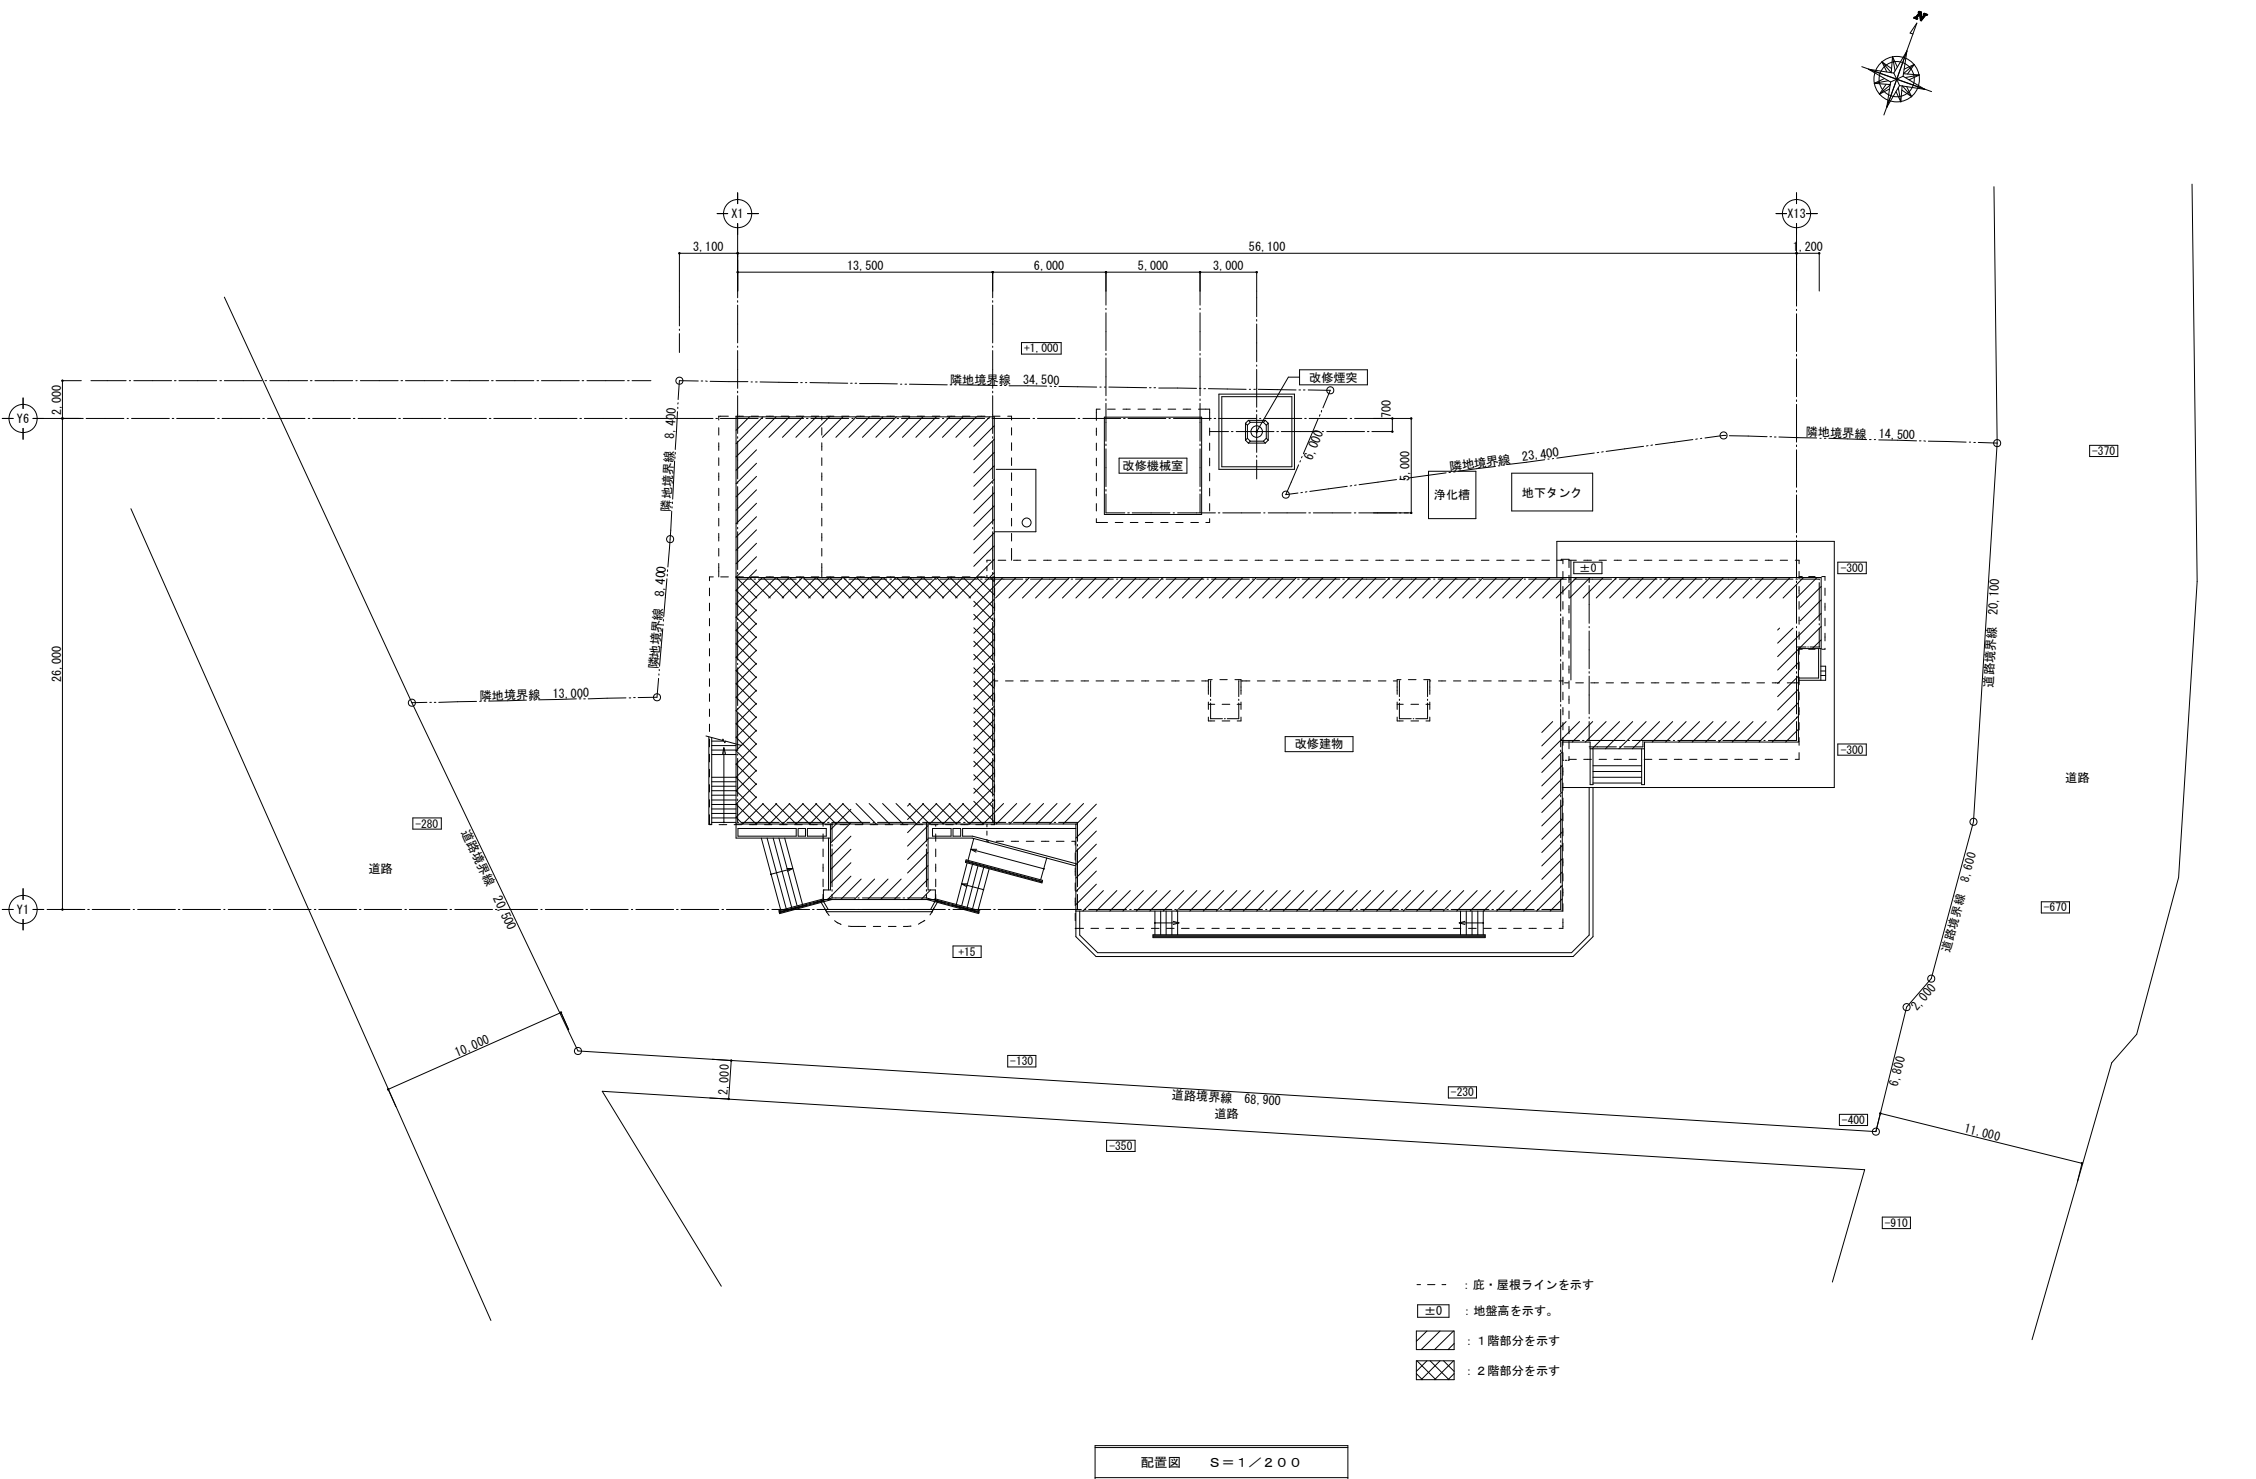 N
X1
X13
3,100
56,100
1,200
13,500
6,000
5,000
3,000
+1,000
隣地境界線 34,500
改修煙突
2,000
Y6
700
隣地境界線 8,400
6,000
5,000
隣地境界線 23,400
隣地境界線 14,500
-370
改修機械室
浄化槽
地下タンク
±0
-300
隣地境界線 8,400
道路境界線 20,100
26,000
隣地境界線 13,000
改修建物
-300
道路
-280
道路境界線 20,500
道路
道路境界線 8,600
-670
Y1
+15
2,000
10,000
-130
2,000
道路境界線 68,900
道路
-230
6,800
-400
11,000
-350
-910
：庇・屋根ラインを示す
±0 ：地盤高を示す。
：１階部分を示す
：２階部分を示す
配置図 Ｓ＝１／２００